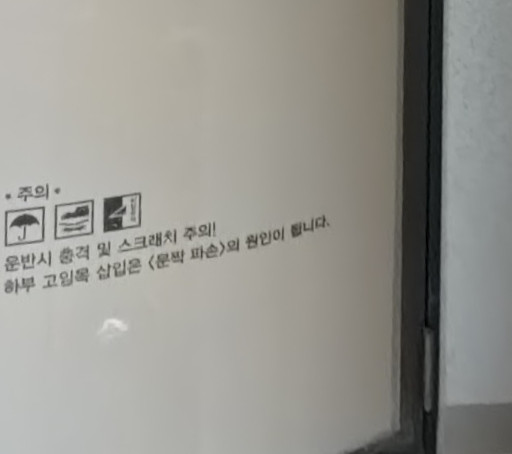 • 주의 •
운반시 충격 및 스크래치 주의!
하부 고임목 삽입은 <문짝 파손>의 원인이 됩니다.